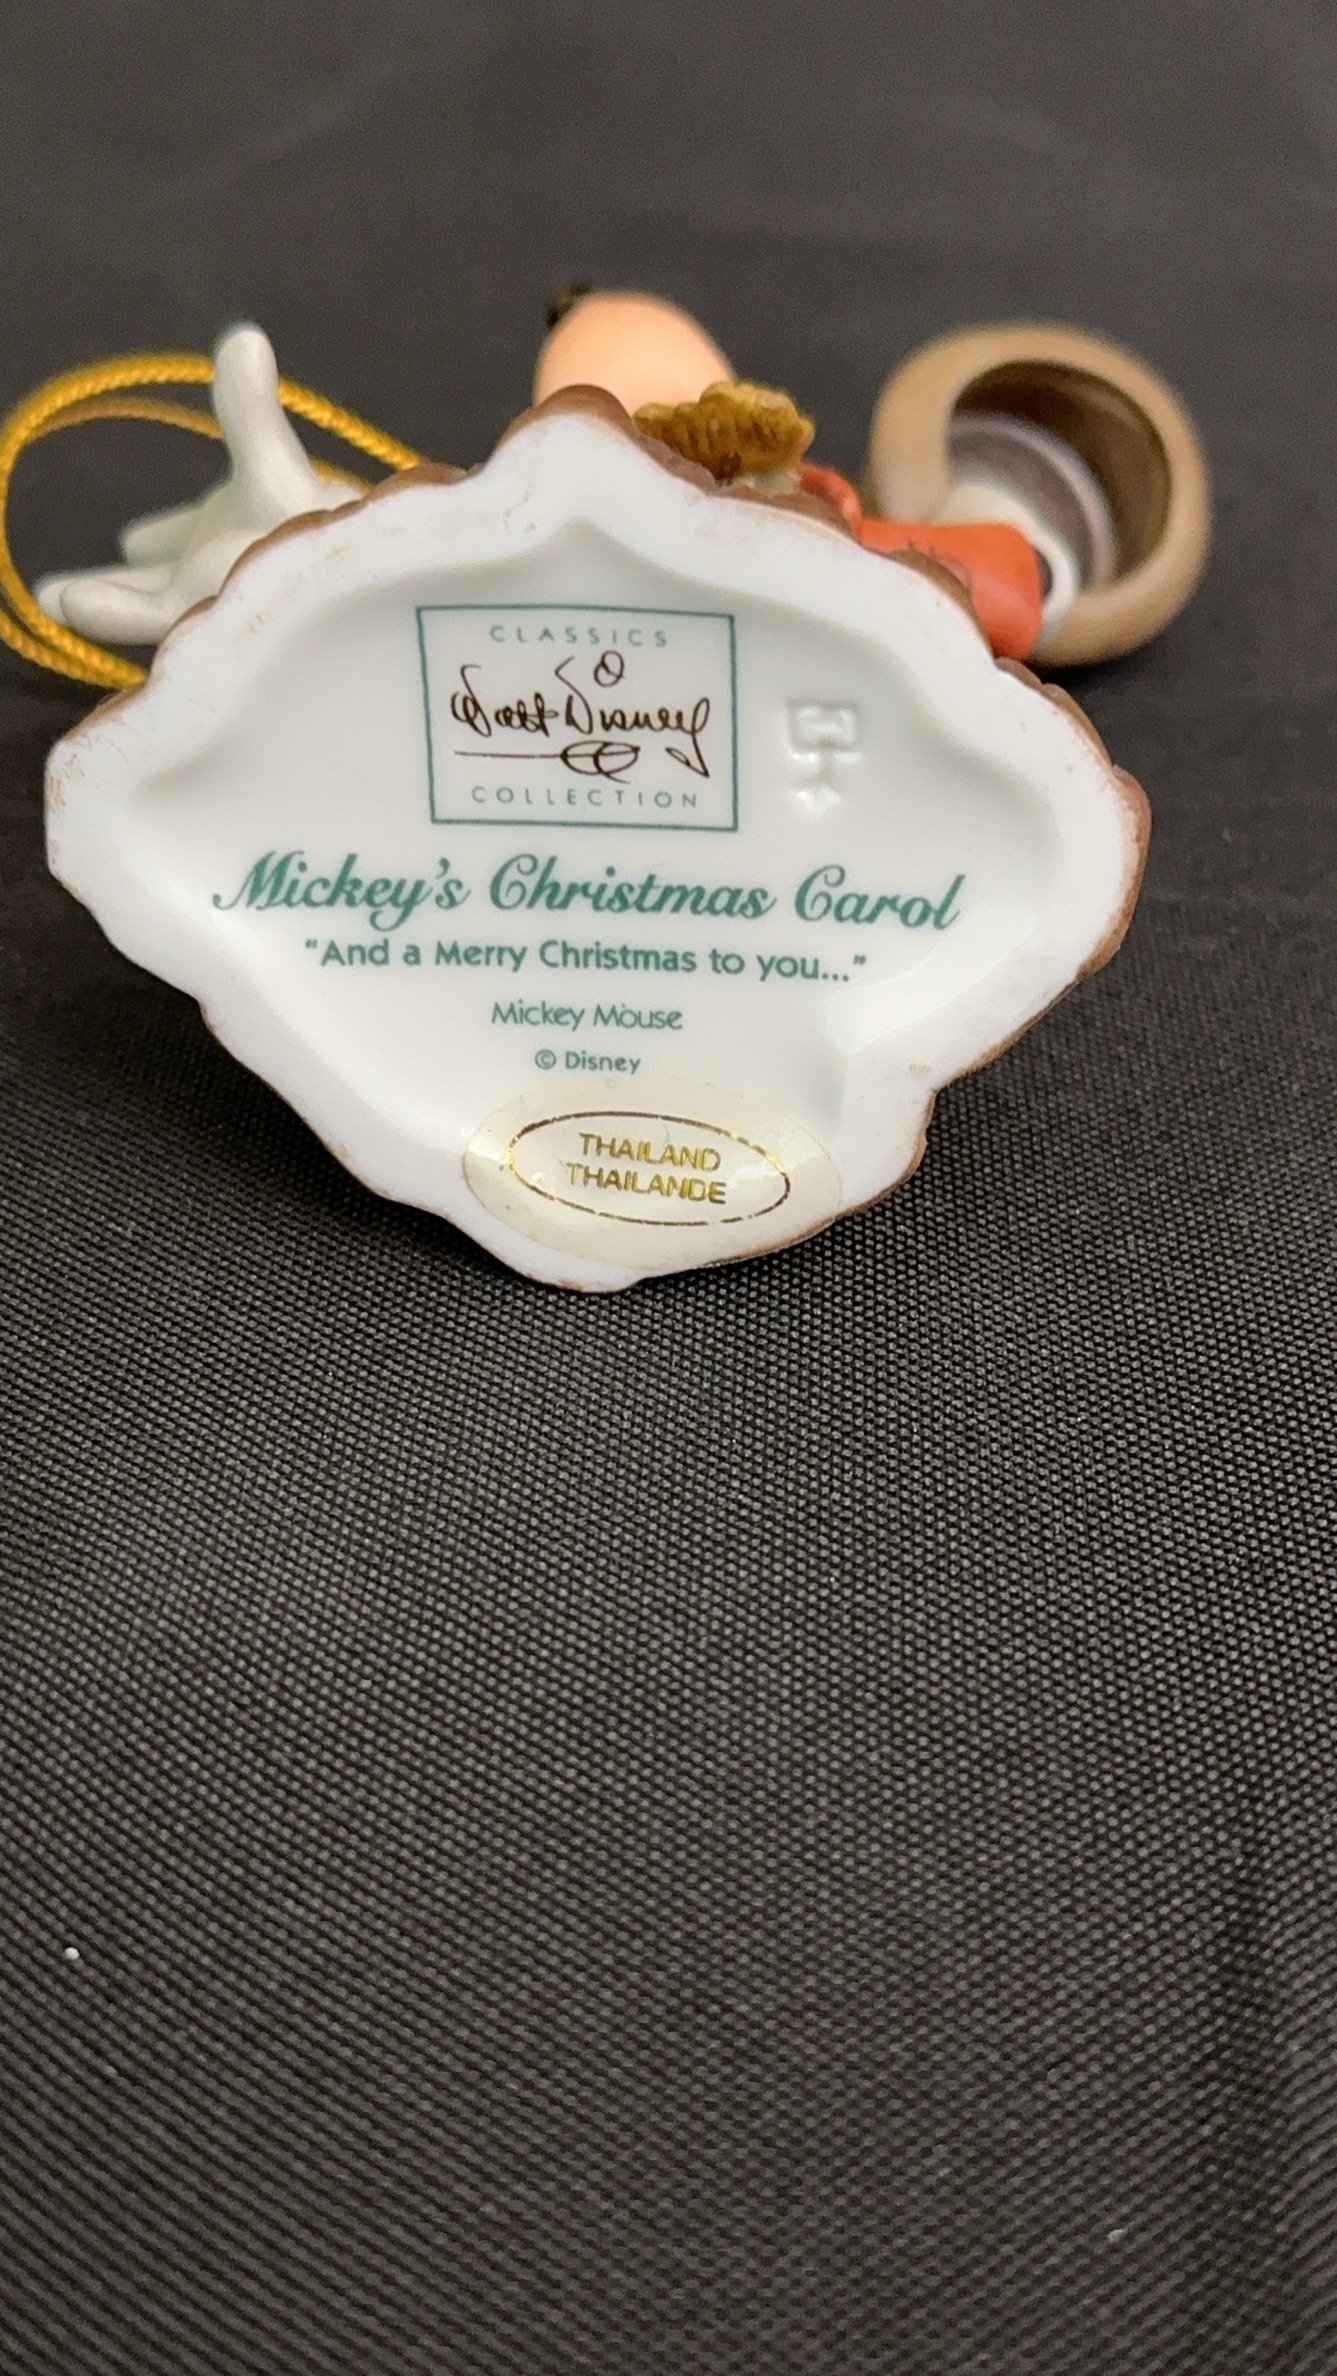 CLASSICS
Walt Disney
COLLECTION
Mickey's Christmas Carol
“And a Merry Christmas to you...”
Mickey Mouse
© Disney
THAILAND
THAILANDE